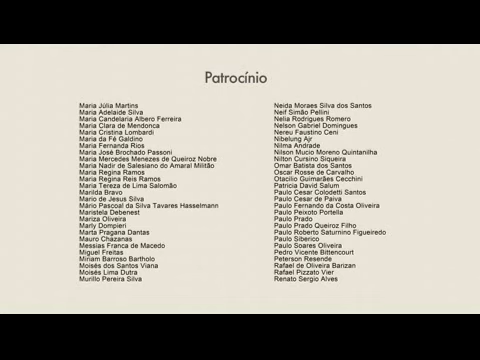 Patrocínio
Maria Júlia Martins
Maria Adelaide Silva
Maria Candelaria Albero Ferreira
Maria Clara de Mendonca
Maria Cristina Lombardi
Maria da Fé Galdino
Maria Fernanda Rios
Maria José Brochado Passoni
Maria Mercedes Menezes de Queiroz Nobre
Maria Nadir de Salesiano do Amaral Militão
Maria Regina Ramos
Maria Regina Reis Ramos
Maria Tereza de Lima Salomão
Marilda Bravo
Mario de Jesus Silva
Mário Pascoal da Silva Tavares Hasselmann
Maristela Debenest
Mariza Oliveira
Marly Dompieri
Marta Pragana Dantas
Mauro Chazanas
Messias Franca de Macedo
Miguel Freitas
Miriam Barroso Bartholo
Moisés dos Santos Viana
Moisés Lima Dutra
Murillo Pereira Silva
Neida Moraes Silva dos Santos
Neif Simão Pellini
Nelia Rodrigues Romero
Nelson Gabriel Domingues
Nereu Faustino Ceni
Nibelung Ajr
Nilma Andrade
Nilson Mucio Moreno Quintanilha
Nilton Cursino Siqueira
Omar Batista dos Santos
Oscar Rosse de Carvalho
Otacilio Guimarães Cecchini
Patricia David Salum
Paulo Cesar Colodetti Santos
Paulo Cesar de Paiva
Paulo Fernando da Costa Oliveira
Paulo Peixoto Portella
Paulo Prado
Paulo Prado Queiroz Filho
Paulo Roberto Saturnino Figueiredo
Paulo Siberico
Paulo Soares Oliveira
Pedro Vicente Bittencourt
Peterson Resende
Rafael de Oliveira Barizan
Rafael Pizzato Vier
Renato Sergio Alves